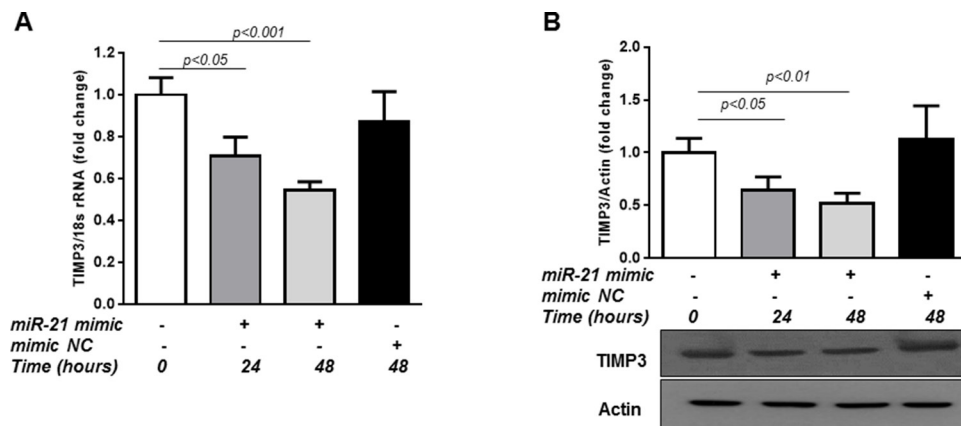 A
p<0.001
p<0.05
TIMP3/18s rRNA (fold change)
1.2
1.0
0.8
0.6
0.4
0.2
0.0
miR-21 mimic - + + -
mimic NC - - - +
Time (hours) 0 24 48 48
B
p<0.01
p<0.05
TIMP3/Actin (fold change)
2.0
1.5
1.0
0.5
0.0
miR-21 mimic - + + -
mimic NC - - - +
Time (hours) 0 24 48 48
TIMP3
Actin